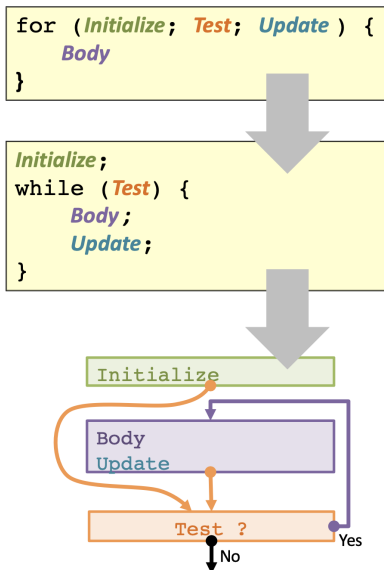 for (Initialize; Test; Update ) {
Body
}
Initialize;
while (Test) {
Body;
Update;
}
Initialize
Body
Update
Test ?
Yes
No